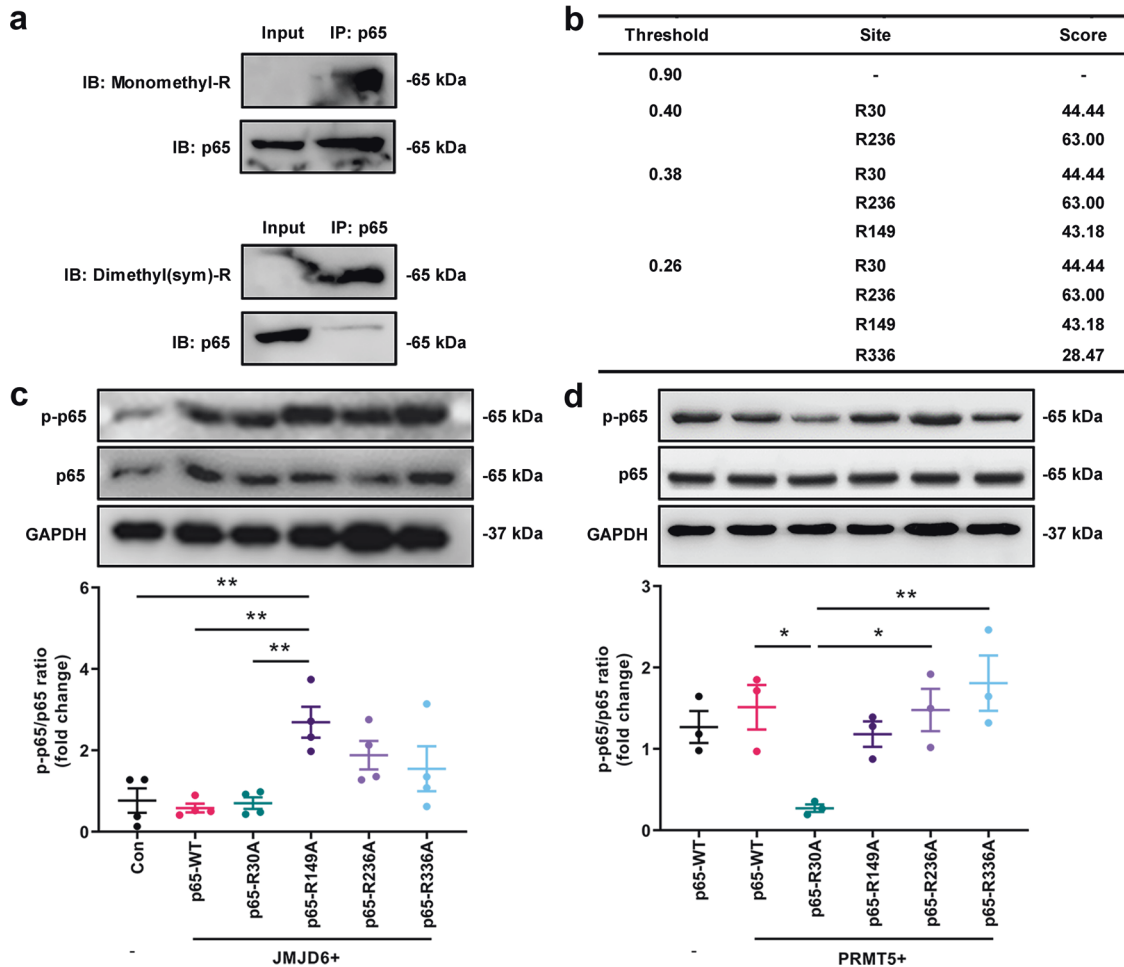 a
Input IP: p65
IB: Monomethyl-R -65 kDa
IB: p65 -65 kDa
Input IP: p65
IB: Dimethyl(sym)-R -65 kDa
IB: p65 -65 kDa
b
Threshold Site Score
0.90 - -
0.40 R30 44.44
R236 63.00
0.38 R30 44.44
R236 63.00
R149 43.18
0.26 R30 44.44
R236 63.00
R149 43.18
R336 28.47
c
p-p65 -65 kDa
p65 -65 kDa
GAPDH -37 kDa
p-p65/p65 ratio
(fold change)
6
4
2
0
**
**
**
Con
p65-WT
p65-R30A
p65-R149A
p65-R236A
p65-R336A
-
JMJD6+
d
p-p65 -65 kDa
p65 -65 kDa
GAPDH -37 kDa
p-p65/p65 ratio
(fold change)
3
2
1
0
**
* *
p65-WT
p65-WT
p65-R30A
p65-R149A
p65-R236A
p65-R336A
-
PRMT5+